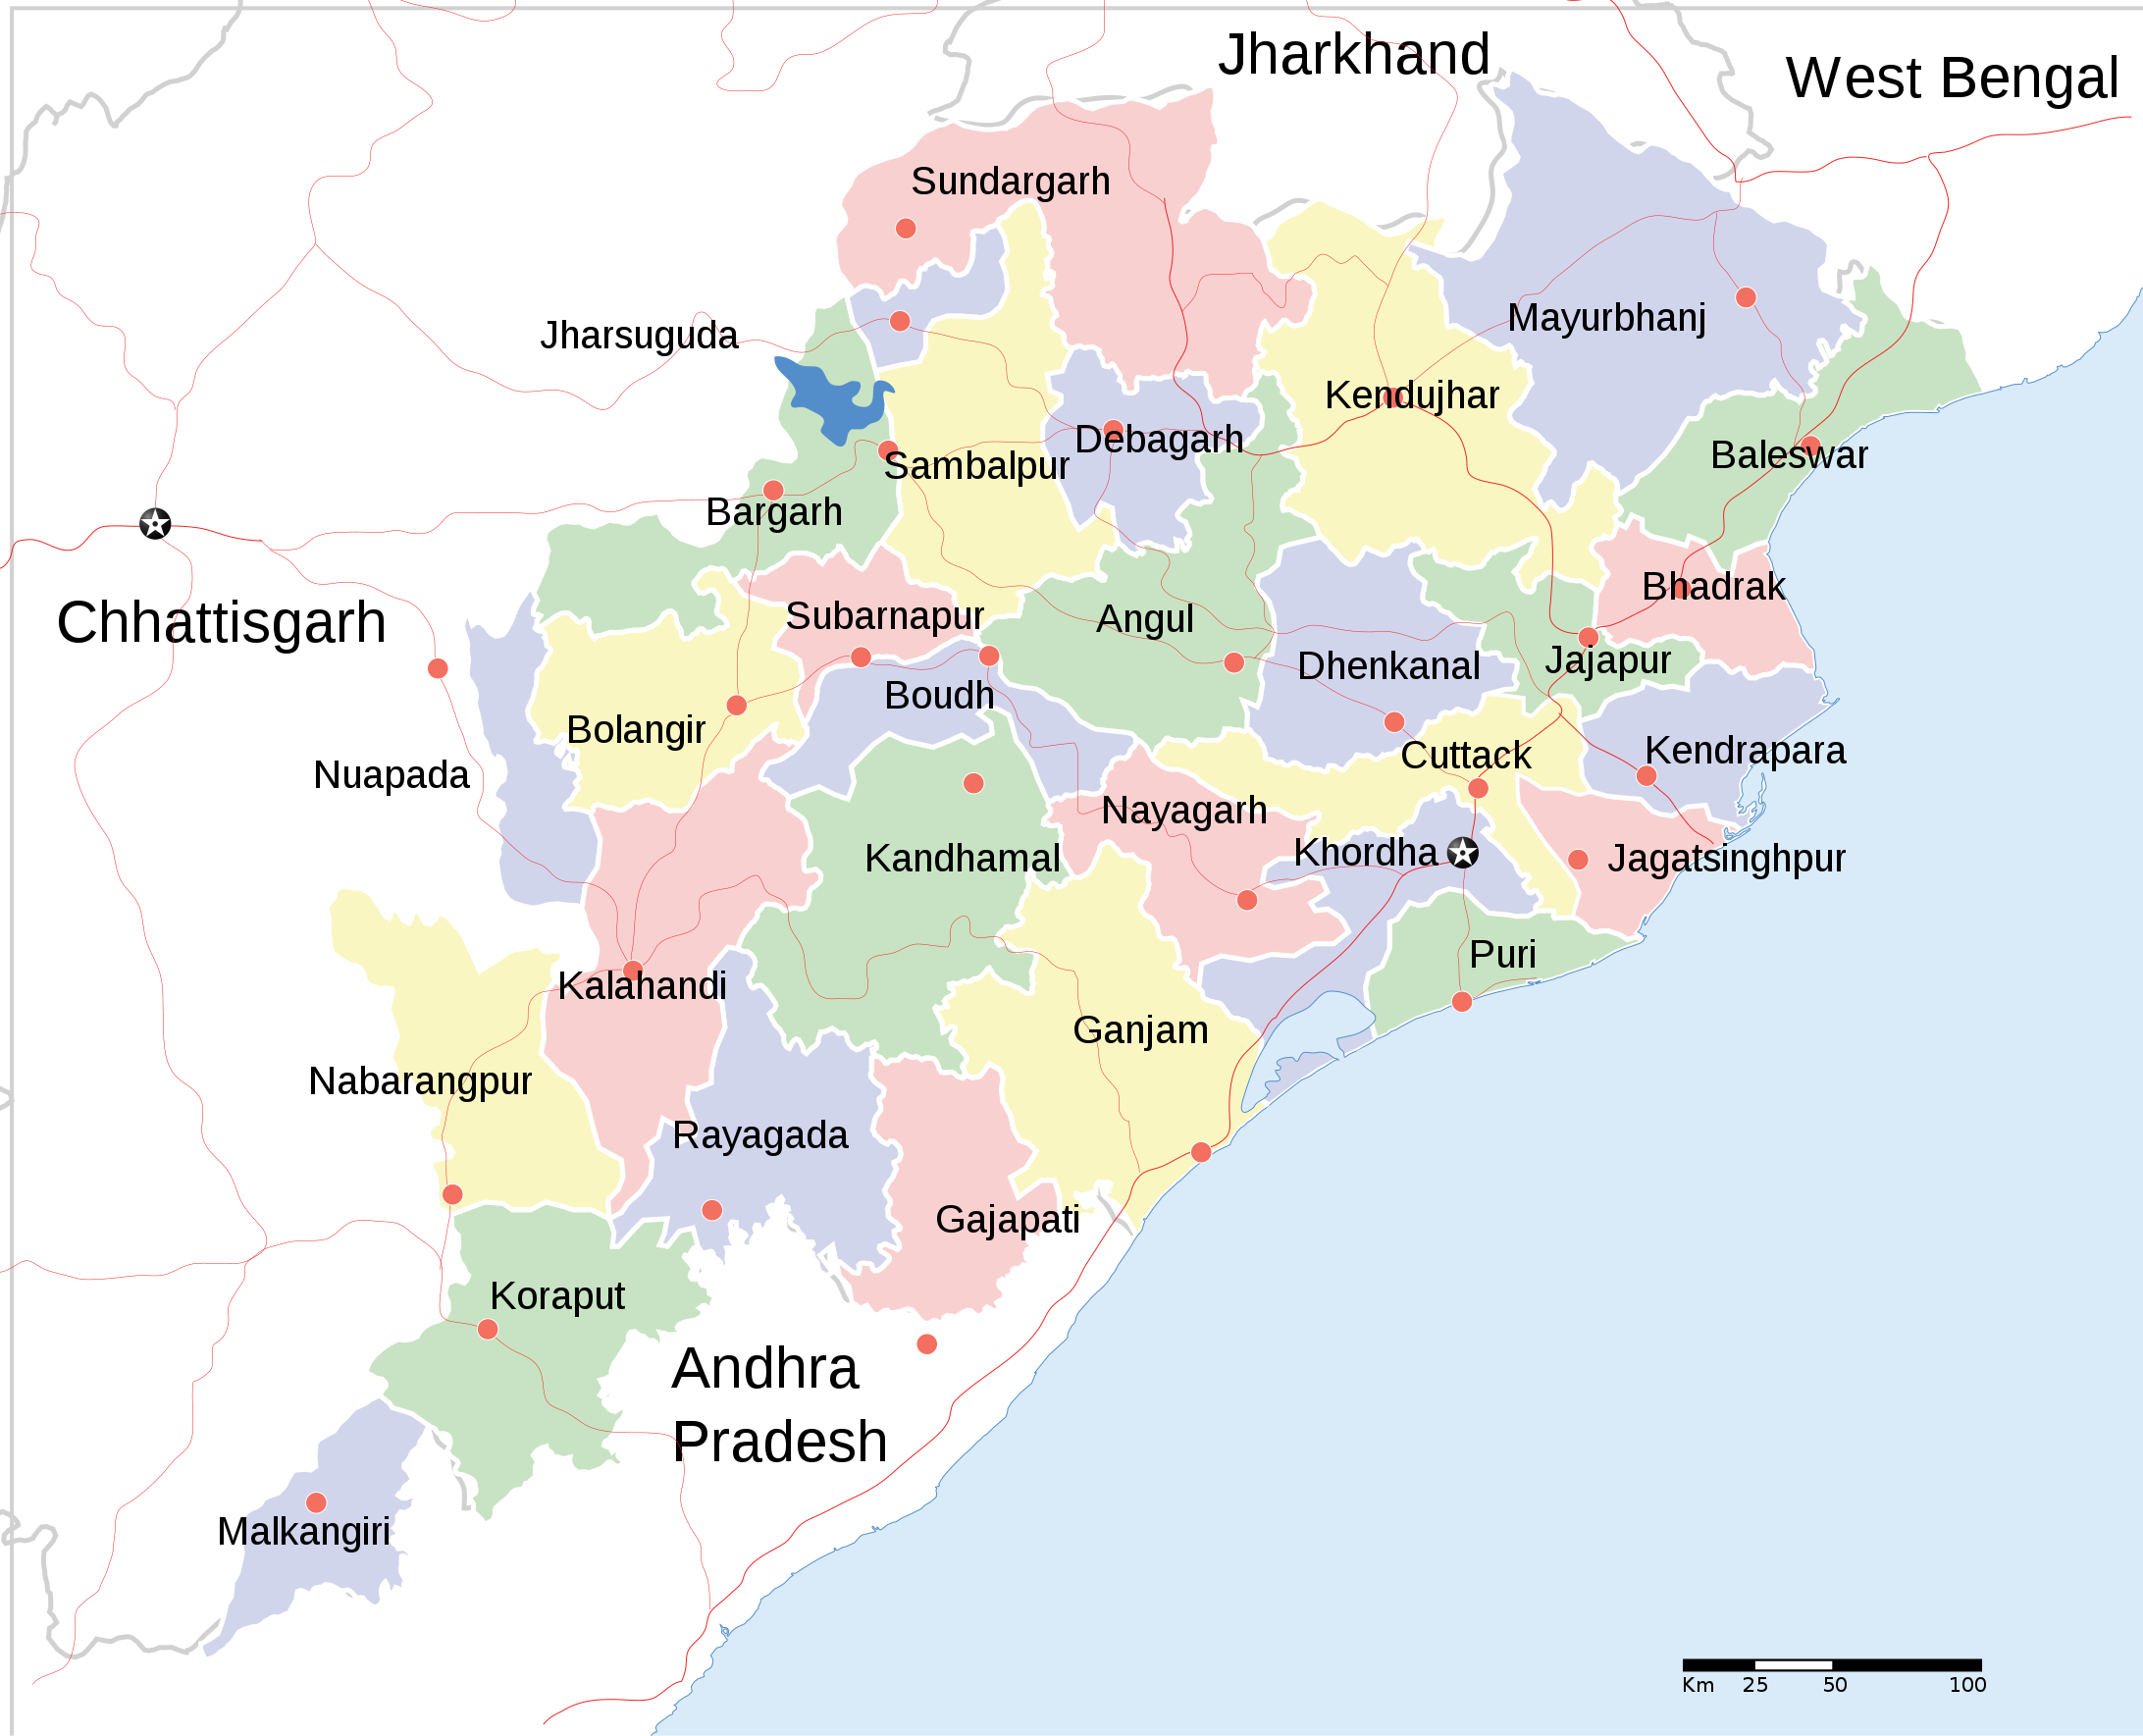 Jharkhand
West Bengal
Sundargarh
Jharsuguda
Mayurbhanj
Kendujhar
Debagarh
Sambalpur
Baleswar
Bargarh
Bhadrak
Chhattisgarh
Subarnapur
Angul
Dhenkanal
Jajapur
Boudh
Bolangir
Cuttack
Kendrapara
Nuapada
Nayagarh
Khordha
Kandhamal
Jagatsinghpur
Puri
Kalahandi
Ganjam
Nabarangpur
Rayagada
Gajapati
Koraput
Andhra
Pradesh
Malkangiri
Km 25 50 100